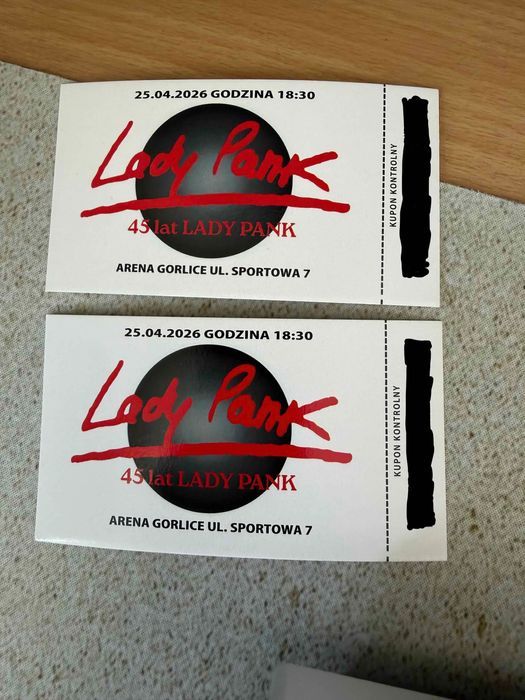 25.04.2026 GODZINA 18:30
Lady Pank
45 lat LADY PANK
ARENA GORLICE UL. SPORTOWA 7
KUPON KONTROLNY
25.04.2026 GODZINA 18:30
Lady Pank
45 lat LADY PANK
ARENA GORLICE UL. SPORTOWA 7
KUPON KONTROLNY